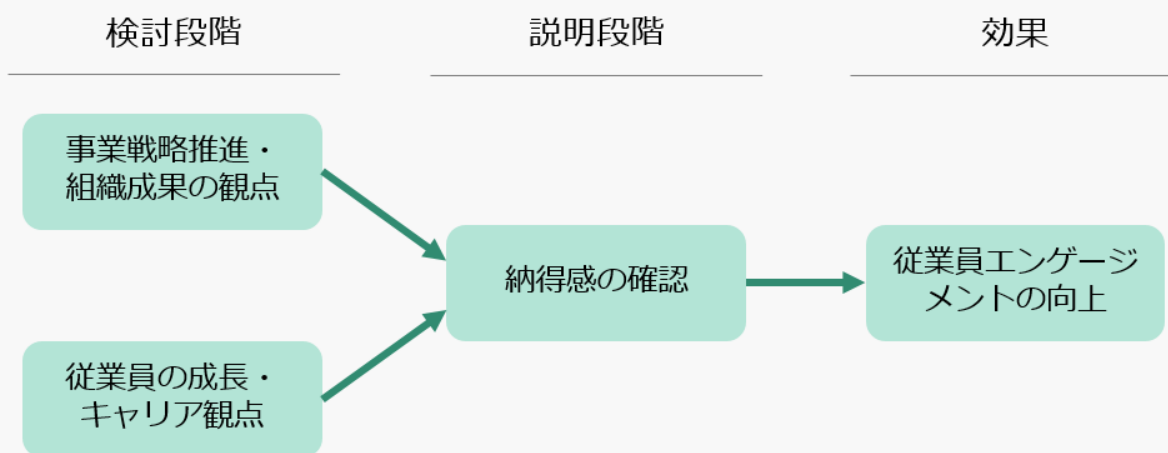 検討段階
説明段階
効果
事業戦略推進・
組織成果の観点
納得感の確認
従業員エンゲージ
メントの向上
従業員の成長・
キャリア観点